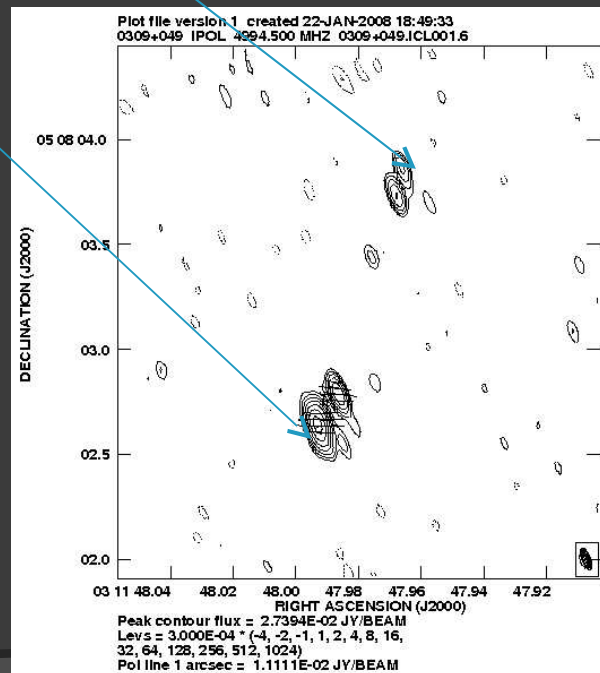 Plot file version 1 created 22-JAN-2008 18:49:33
0309+049 IPOL 4994.500 MHZ 0309+049.ICL001.6
05 08 04.0
03.5
03.0
02.5
02.0
DECLINATION (J2000)
03 11 48.04 48.02 48.00 47.98 47.96 47.94 47.92
RIGHT ASCENSION (J2000)
Peak contour flux = 2.7394E-02 JY/BEAM
Levs = 3.000E-04 * (-4, -2, -1, 1, 2, 4, 8, 16,
32, 64, 128, 256, 512, 1024)
Pol line 1 arcsec = 1.1111E-02 JY/BEAM